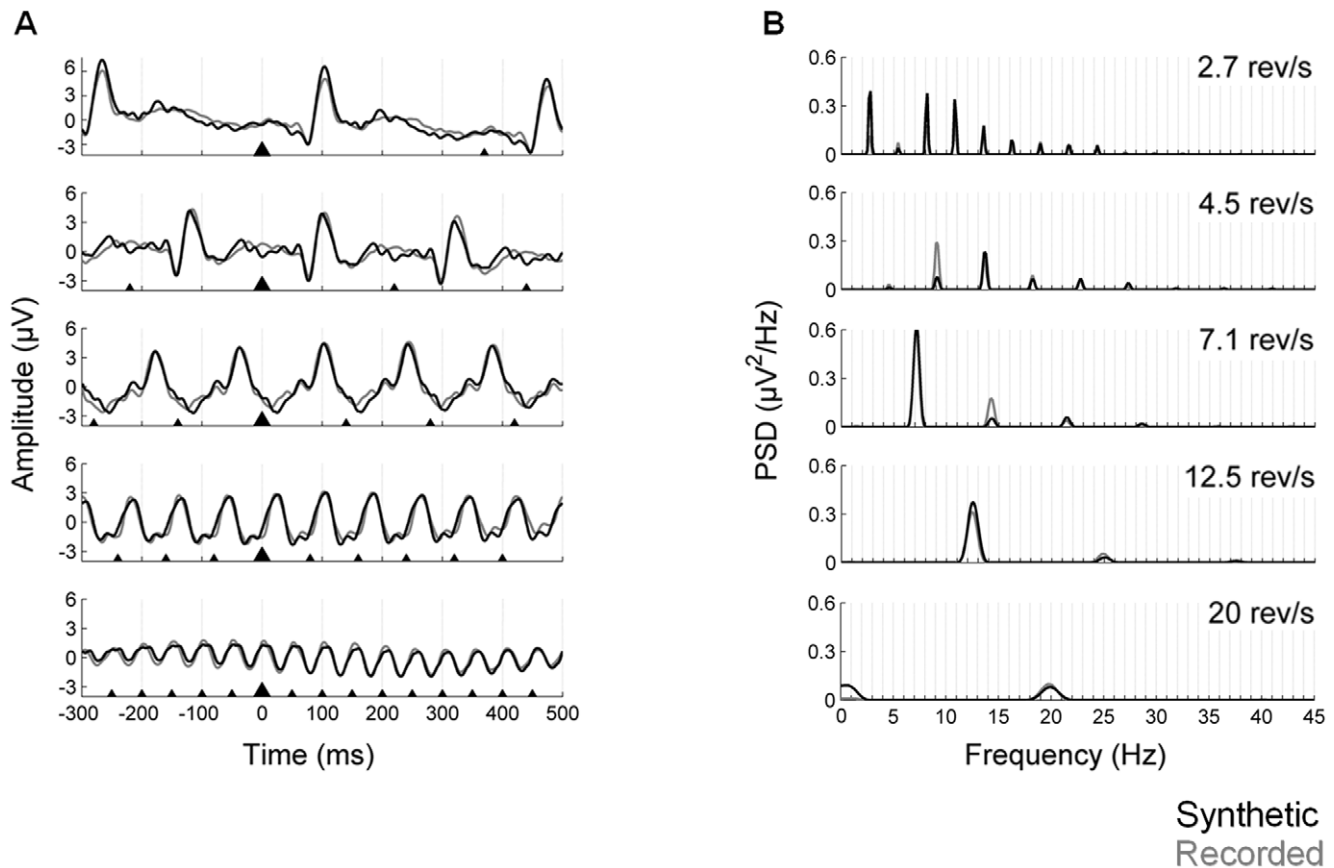 A
B
6
3
0
-3
6
3
0
-3
6
3
0
-3
6
3
0
-3
6
3
0
-3
-300 -200 -100 0 100 200 300 400 500
Amplitude (µV)
Time (ms)
0.6
0.3
0
2.7 rev/s
0.6
0.3
0
4.5 rev/s
0.6
0.3
0
7.1 rev/s
0.6
0.3
0
12.5 rev/s
0.6
0.3
0
20 rev/s
0 5 10 15 20 25 30 35 40 45
PSD (µV²/Hz)
Frequency (Hz)
Synthetic
Recorded